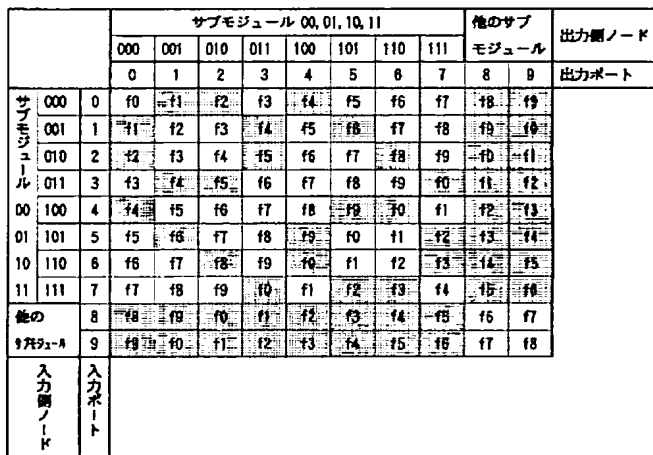 サブモジュール 00, 01, 10, 11 他のサブモジュール 出力側ノード
000 001 010 011 100 101 110 111
0 1 2 3 4 5 6 7 8 9 出力ポート
サブモジュール 00 01 10 11
000 0 f0 f1 f2 f3 f4 f5 f6 f7 f8 f9
001 1 f1 f2 f3 f4 f5 f6 f7 f8 f9 f0
010 2 f2 f3 f4 f5 f6 f7 f8 f9 f0 f1
011 3 f3 f4 f5 f6 f7 f8 f9 f0 f1 f2
100 4 f4 f5 f6 f7 f8 f9 f0 f1 f2 f3
101 5 f5 f6 f7 f8 f9 f0 f1 f2 f3 f4
110 6 f6 f7 f8 f9 f0 f1 f2 f3 f4 f5
111 7 f7 f8 f9 f0 f1 f2 f3 f4 f5 f6
他のサブモジュール
8 f8 f9 f0 f1 f2 f3 f4 f5 f6 f7
9 f9 f0 f1 f2 f3 f4 f5 f6 f7 f8
入力側ノード
入力ポート